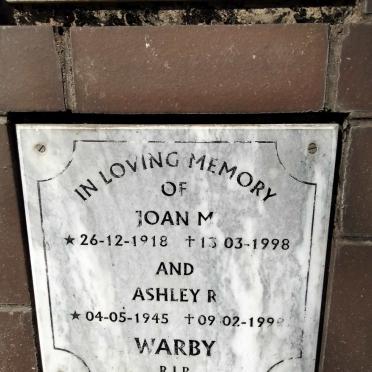 IN LOVING MEMORY
OF
JOAN M
★ 26-12-1918 ✝ 13 03-1998
AND
ASHLEY R
★ 04-05-1945 ✝ 09 02-1998
WARBY
R.I.P.